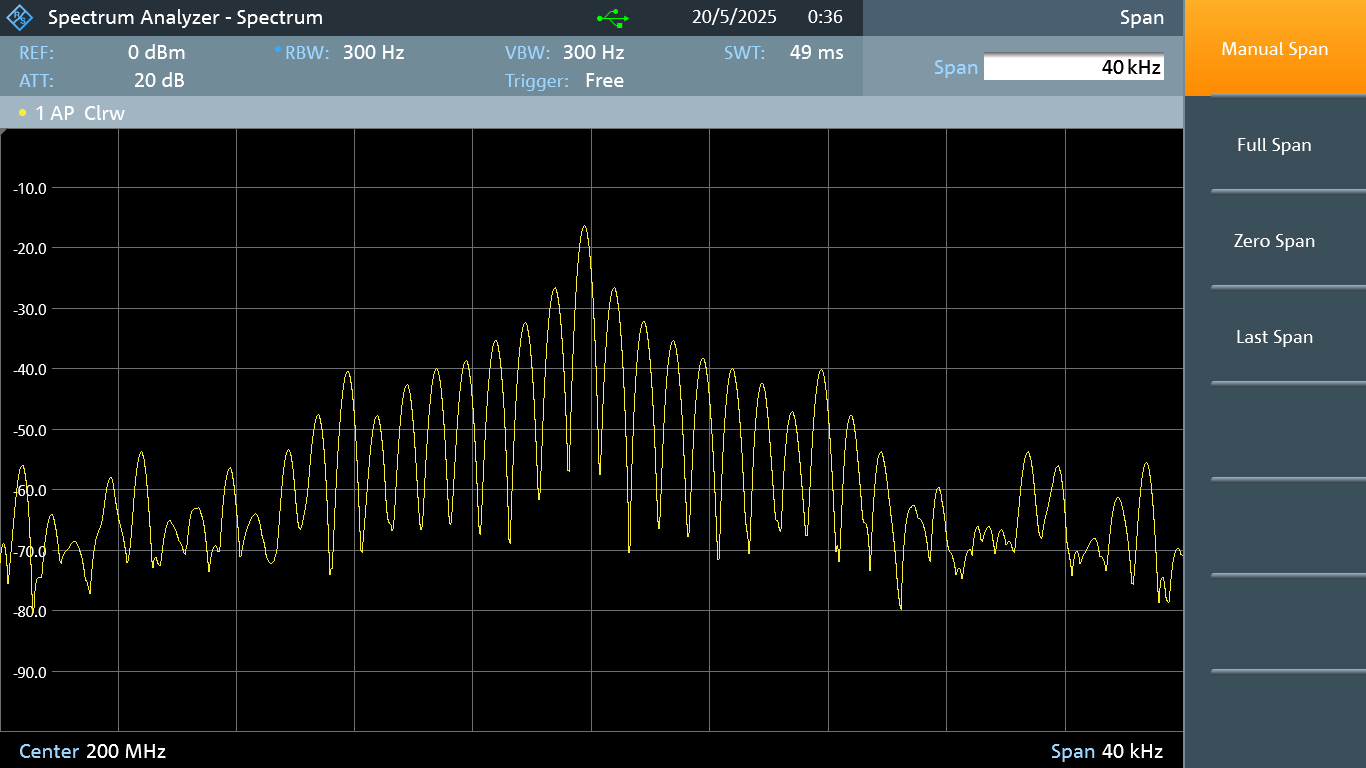 Spectrum Analyzer - Spectrum 20/5/2025 0:36 Span Manual Span
REF: 0 dBm RBW: 300 Hz VBW: 300 Hz SWT: 49 ms
Span 40 kHz
ATT: 20 dB Trigger: Free
1 AP Clrw
Full Span
Zero Span
Last Span
-10.0
-20.0
-30.0
-40.0
-50.0
-60.0
-70.0
-80.0
-90.0
Center 200 MHz Span 40 kHz